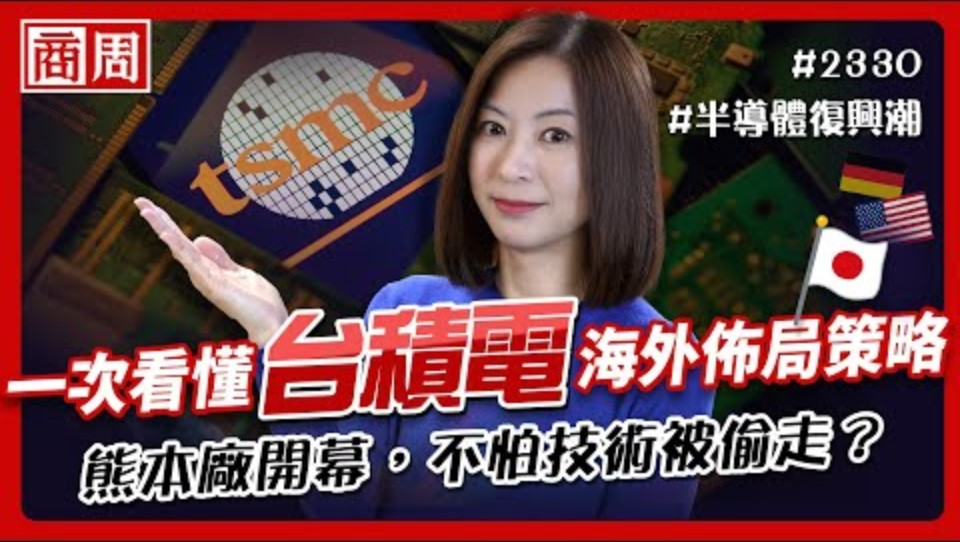 商周
#2330
#半導體復興潮
tsmc
一次看懂台積電海外佈局策略
熊本廠開幕，不怕技術被偷走？